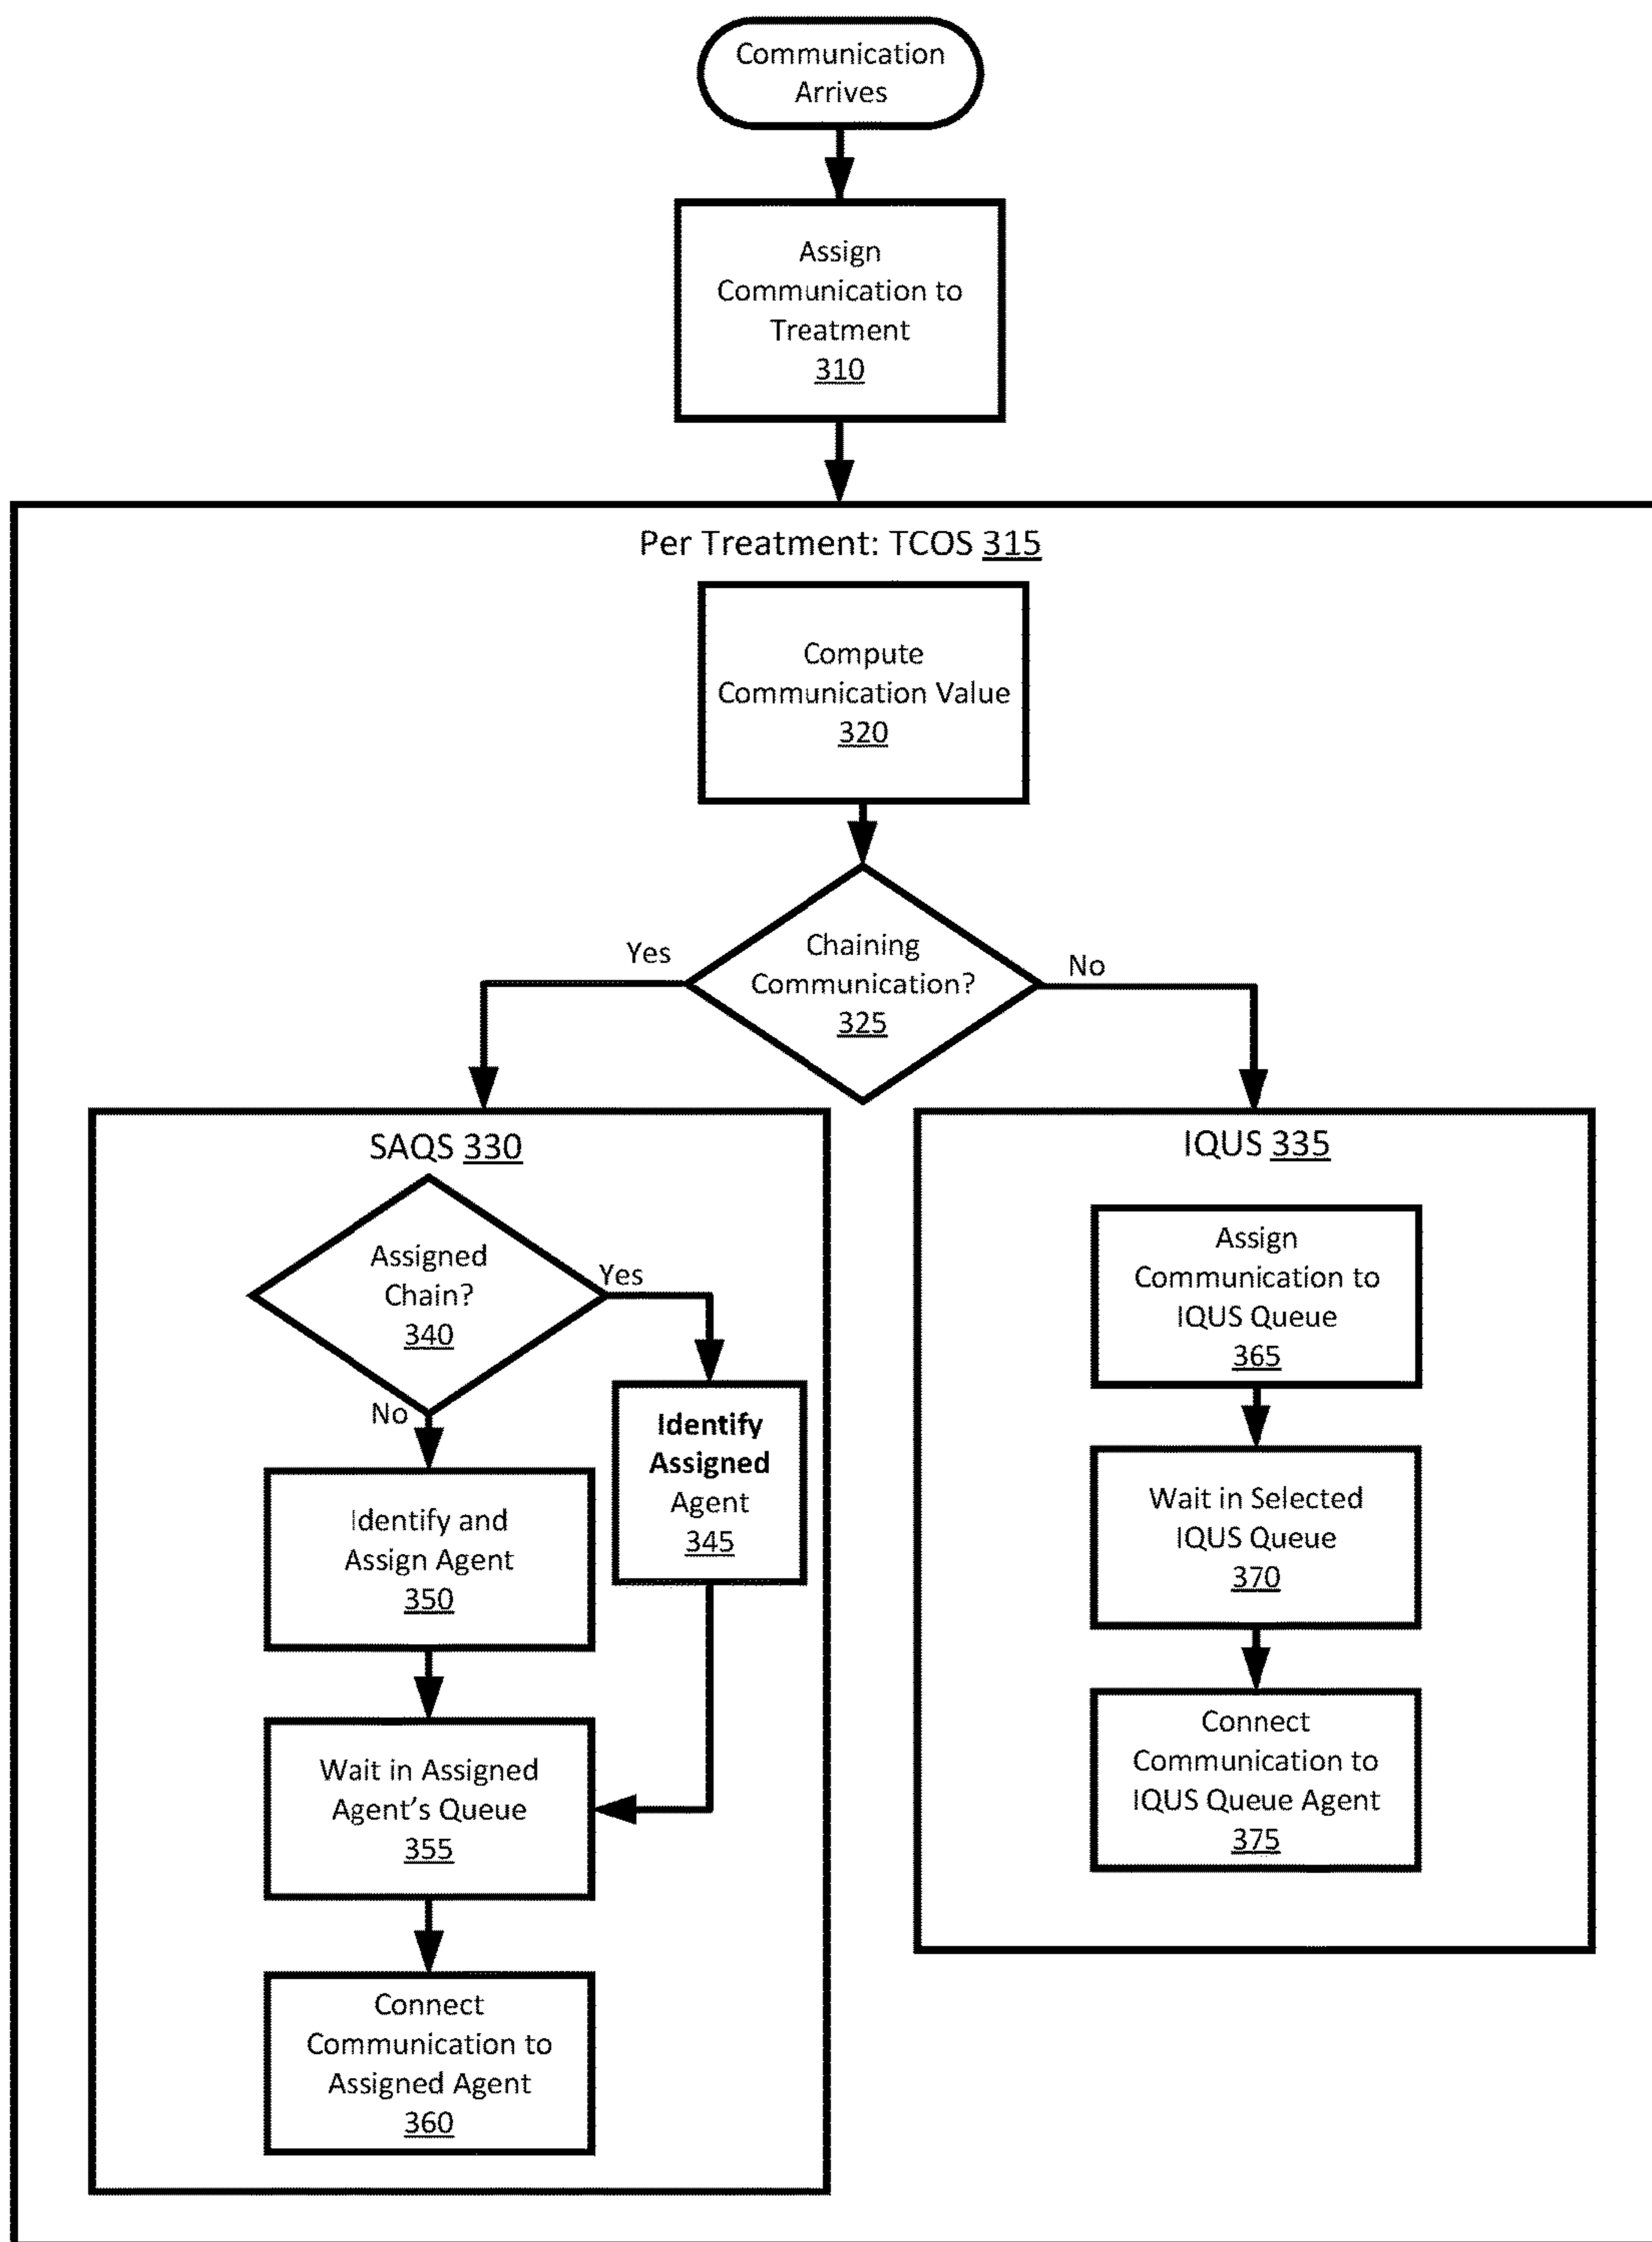 Communication
Arrives
Assign
Communication to
Treatment
310
Per Treatment: TCOS 315
Compute
Communication Value
320
Chaining
Communication?
325
Yes
No
SAQS 330
Assigned
Chain?
340
Yes
No
Identify
Assigned
Agent
345
Identify and
Assign Agent
350
Wait in Assigned
Agent's Queue
355
Connect
Communication to
Assigned Agent
360
IQUS 335
Assign
Communication to
IQUS Queue
365
Wait in Selected
IQUS Queue
370
Connect
Communication to
IQUS Queue Agent
375